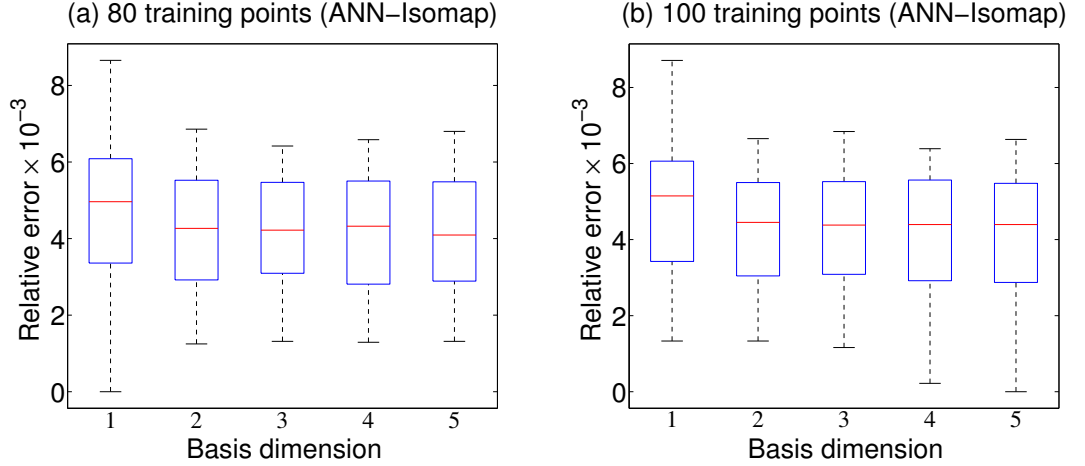 (a) 80 training points (ANN−Isomap)
Relative error × 10⁻³
8
6
4
2
0
1 2 3 4 5
Basis dimension
(b) 100 training points (ANN−Isomap)
Relative error × 10⁻³
8
6
4
2
0
1 2 3 4 5
Basis dimension